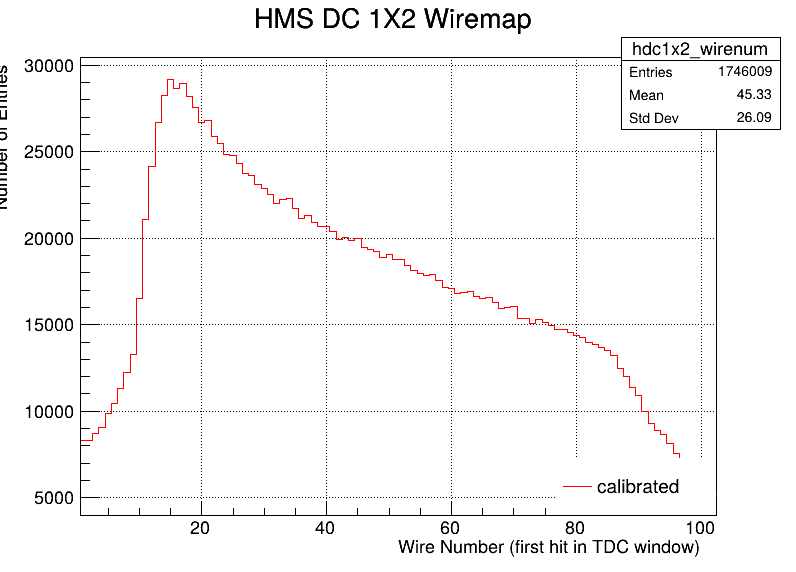 HMS DC 1X2 Wiremap
hdc1x2_wirenum
Entries 1746009
Mean 45.33
Std Dev 26.09
Number of Entries
30000
25000
20000
15000
10000
5000
calibrated
20 40 60 80 100
Wire Number (first hit in TDC window)